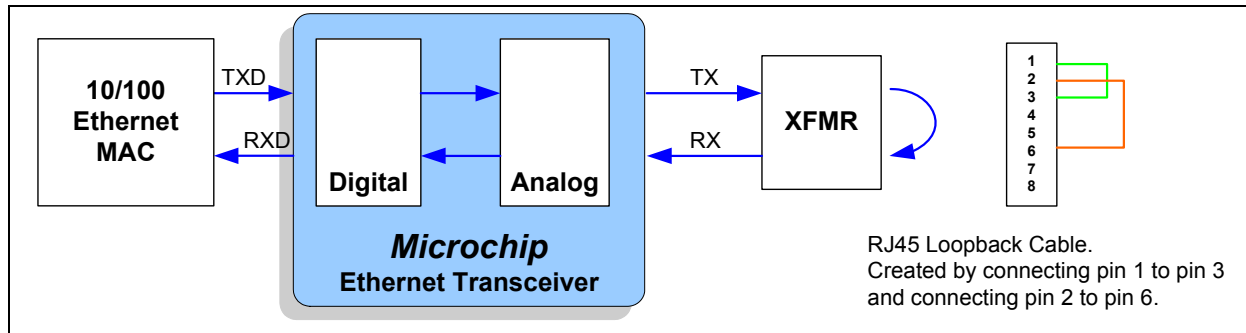 10/100
Ethernet
MAC
TXD
RXD
Digital
Analog
Microchip
Ethernet Transceiver
TX
RX
XFMR
1
2
3
4
5
6
7
8
RJ45 Loopback Cable.
Created by connecting pin 1 to pin 3
and connecting pin 2 to pin 6.